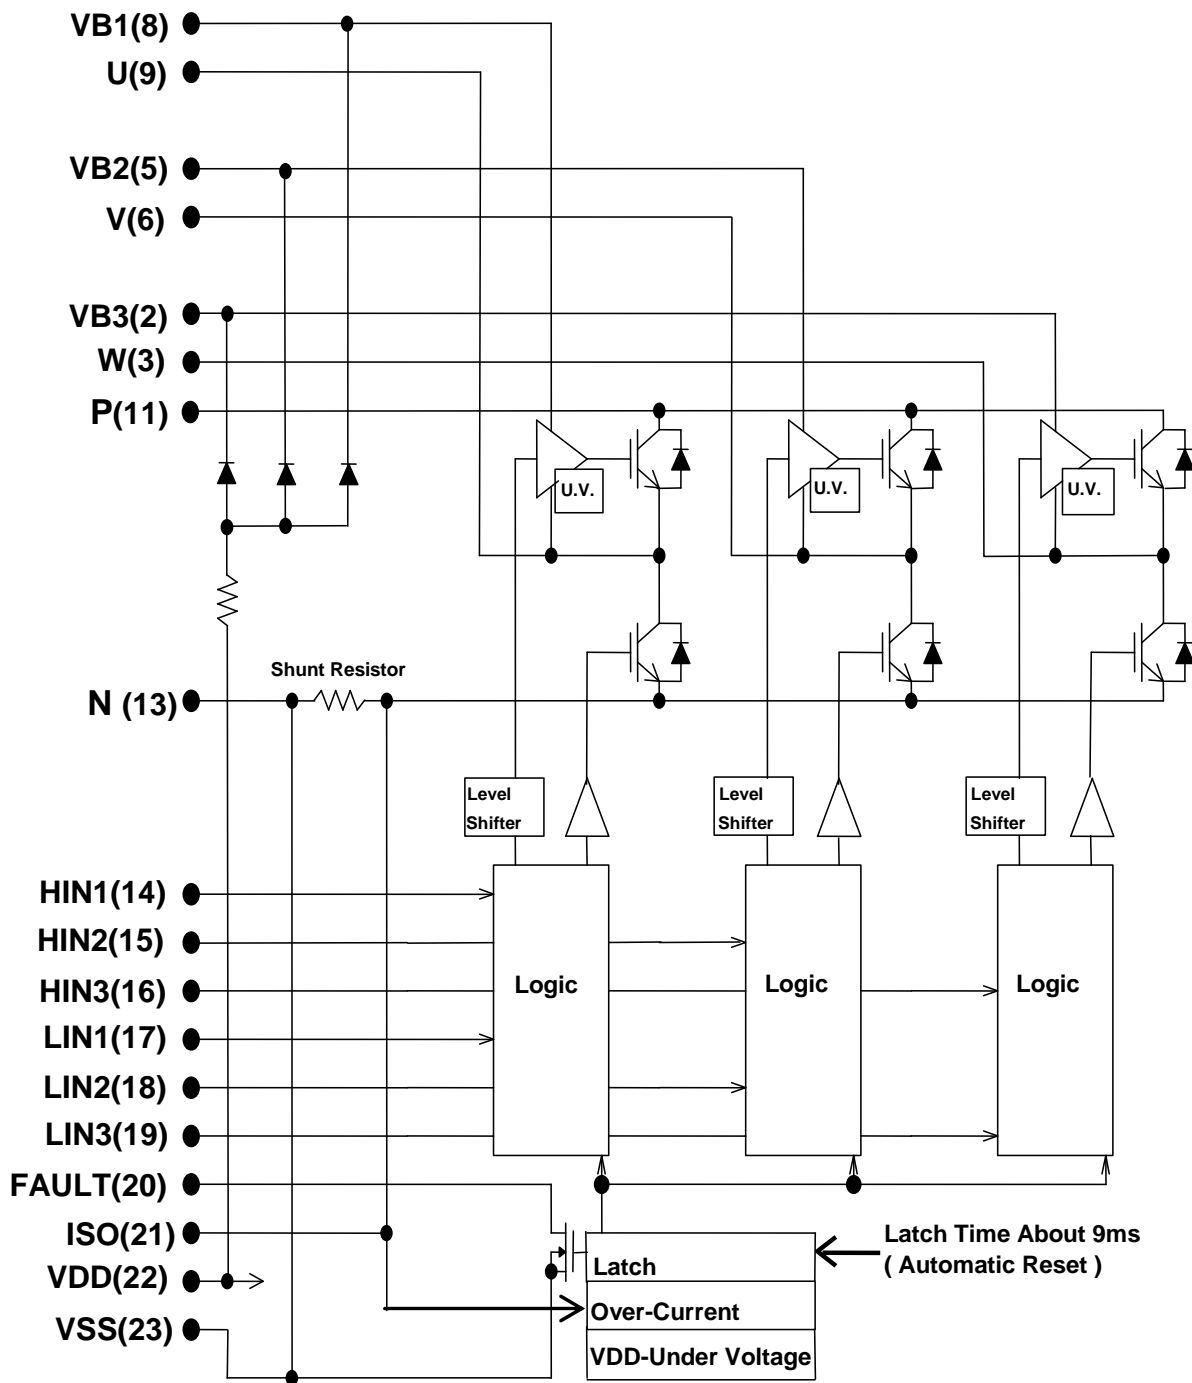 VB1(8)
U(9)
VB2(5)
V(6)
VB3(2)
W(3)
P(11)
U.V.
U.V.
U.V.
Shunt Resistor
N (13)
Level
Shifter
Level
Shifter
Level
Shifter
HIN1(14)
HIN2(15)
HIN3(16)
Logic
Logic
Logic
LIN1(17)
LIN2(18)
LIN3(19)
FAULT(20)
ISO(21)
Latch Time About 9ms
( Automatic Reset )
VDD(22)
Latch
Over-Current
VSS(23)
VDD-Under Voltage